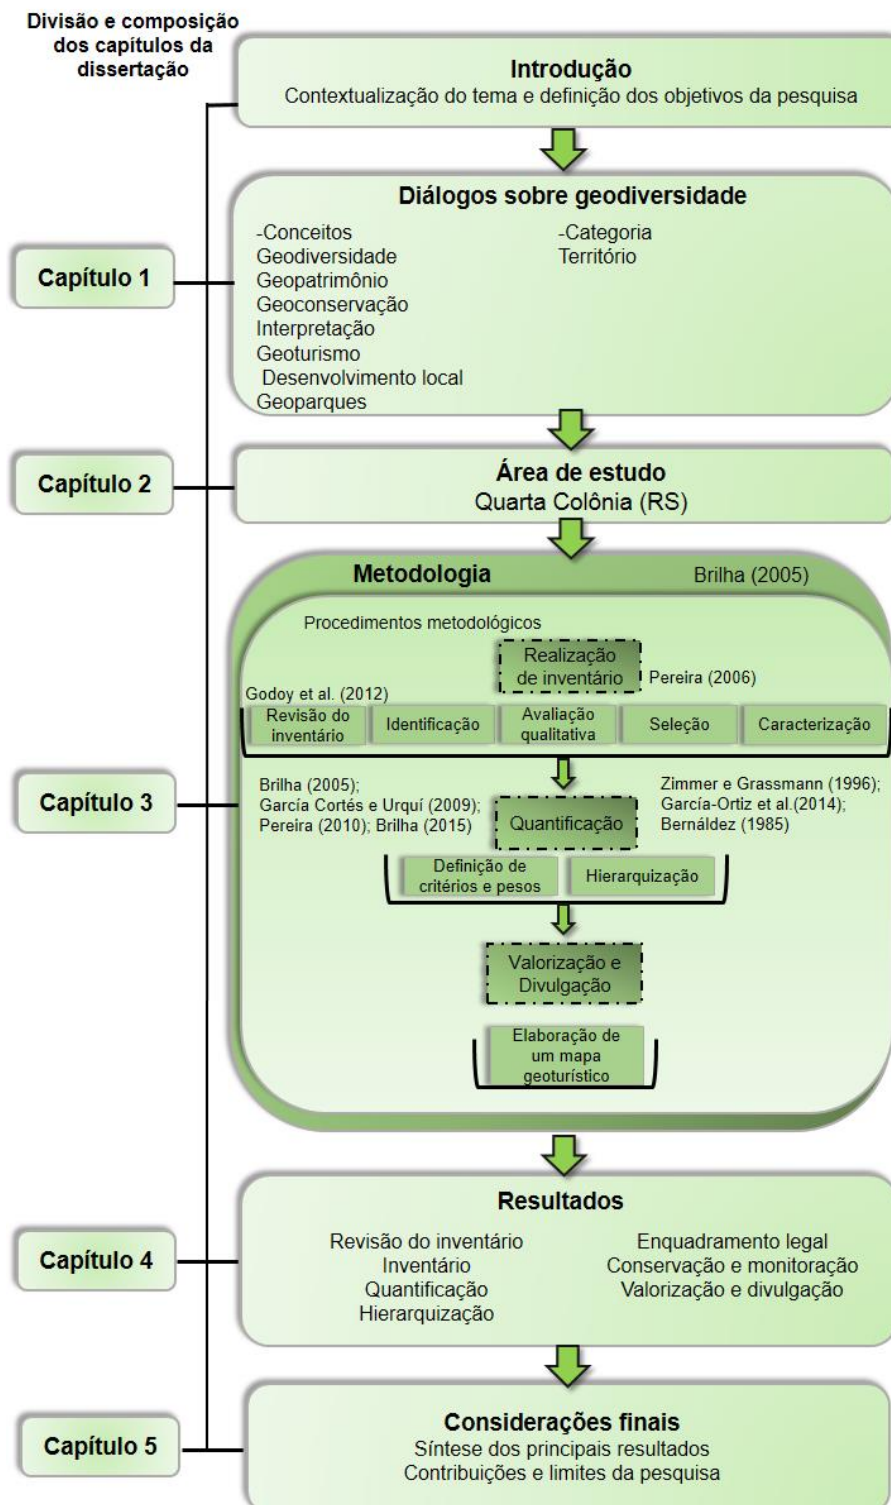 Divisão e composição
dos capítulos da
dissertação
Introdução
Contextualização do tema e definição dos objetivos da pesquisa
Capítulo 1
Diálogos sobre geodiversidade
-Conceitos
Geodiversidade
Geopatrimônio
Geoconservação
Interpretação
Geoturismo
Desenvolvimento local
Geoparques
-Categoria
Território
Capítulo 2
Área de estudo
Quarta Colônia (RS)
Capítulo 3
Metodologia
Brilha (2005)
Procedimentos metodológicos
Realização
de inventário
Pereira (2006)
Godoy et al. (2012)
Revisão do
inventário
Identificação
Avaliação
qualitativa
Seleção
Caracterização
Brilha (2005);
García Cortés e Urquí (2009);
Pereira (2010); Brilha (2015)
Quantificação
Zimmer e Grassmann (1996);
García-Ortiz et al.(2014);
Bernáldez (1985)
Definição de
critérios e pesos
Hierarquização
Valorização e
Divulgação
Elaboração de
um mapa
geoturístico
Capítulo 4
Resultados
Revisão do inventário
Inventário
Quantificação
Hierarquização
Enquadramento legal
Conservação e monitoração
Valorização e divulgação
Capítulo 5
Considerações finais
Síntese dos principais resultados
Contribuições e limites da pesquisa